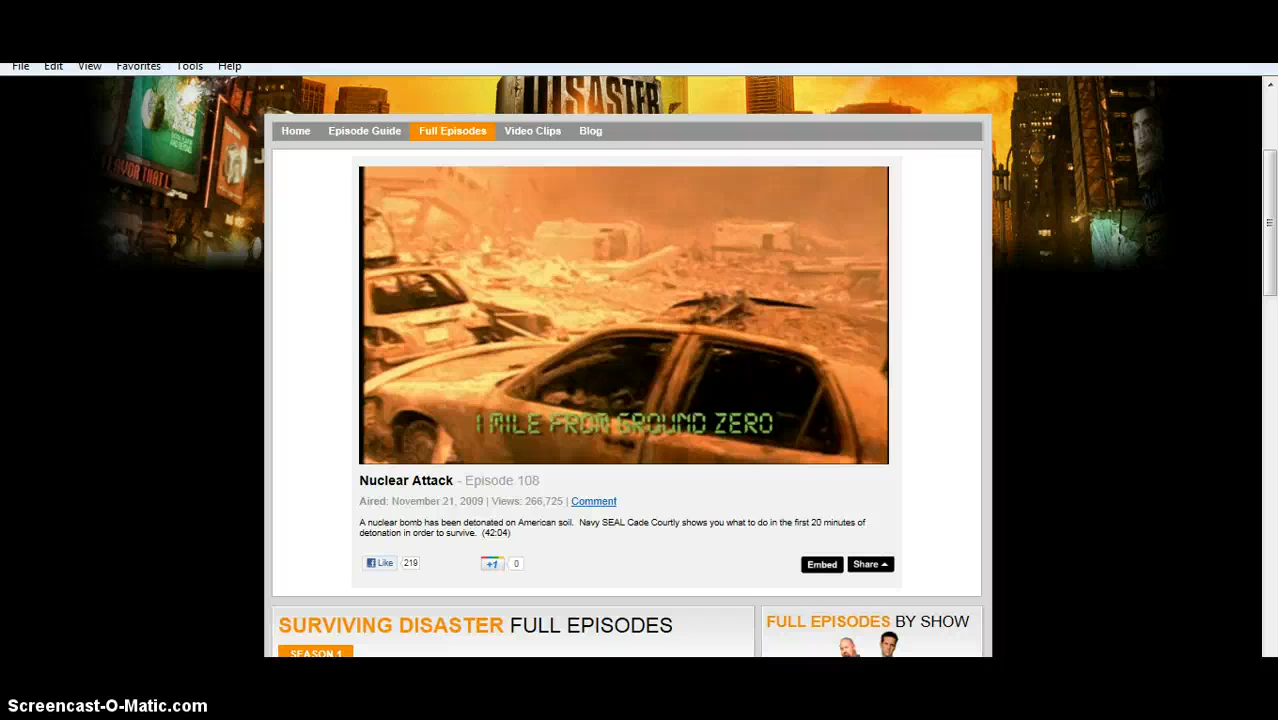 File Edit View Favorites Tools Help
DISASTER
FLAVOR THAT
Home Episode Guide Full Episodes Video Clips Blog
1 MILE FROM GROUND ZERO
Nuclear Attack - Episode 108
Aired: November 21, 2009 | Views: 266,725 | Comment
A nuclear bomb has been detonated on American soil. Navy SEAL Cade Courtly shows you what to do in the first 20 minutes of
detonation in order to survive. (42:04)
Like 219 +1 0 Embed Share
SURVIVING DISASTER FULL EPISODES
FULL EPISODES BY SHOW
SEASON 1
Screencast-O-Matic.com